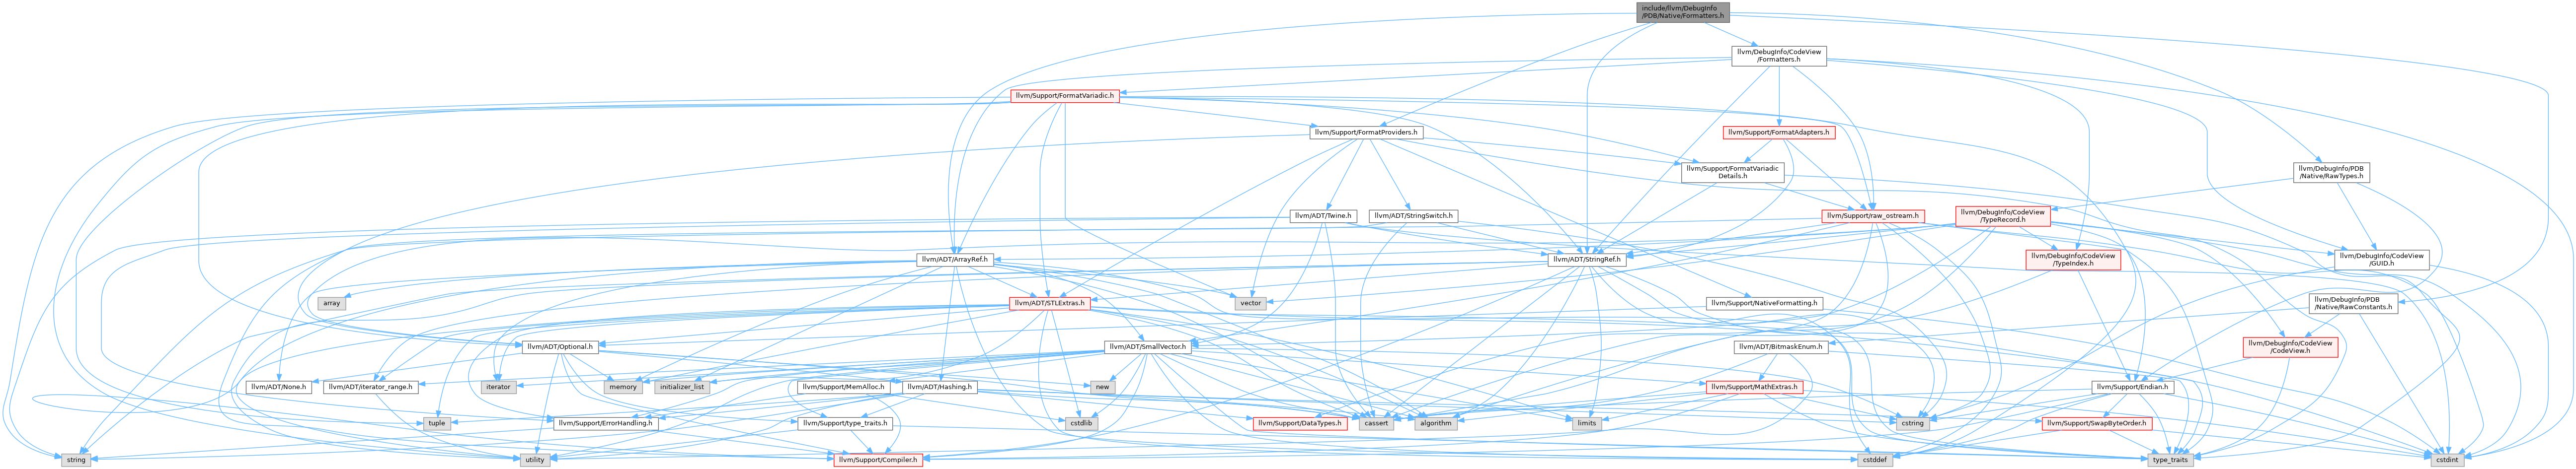 include/llvm/DebugInfo
/PDB/Native/Formatters.h
llvm/DebugInfo/CodeView
/Formatters.h
llvm/Support/FormatVariadic.h
llvm/Support/FormatProviders.h
llvm/Support/FormatAdapters.h
llvm/Support/FormatVariadic
Details.h
llvm/DebugInfo/PDB
/Native/RawTypes.h
llvm/ADT/Twine.h
llvm/ADT/StringSwitch.h
llvm/Support/raw_ostream.h
llvm/DebugInfo/CodeView
/TypeRecord.h
llvm/ADT/ArrayRef.h
llvm/ADT/StringRef.h
llvm/DebugInfo/CodeView
/TypeIndex.h
llvm/DebugInfo/CodeView
/GUID.h
array
llvm/ADT/STLExtras.h
vector
llvm/Support/NativeFormatting.h
llvm/DebugInfo/PDB
/Native/RawConstants.h
llvm/ADT/Optional.h
llvm/ADT/SmallVector.h
llvm/ADT/BitmaskEnum.h
llvm/DebugInfo/CodeView
/CodeView.h
llvm/ADT/None.h
llvm/ADT/iterator_range.h
iterator
memory
initializer_list
llvm/Support/MemAlloc.h
llvm/ADT/Hashing.h
new
llvm/Support/MathExtras.h
llvm/Support/Endian.h
tuple
llvm/Support/ErrorHandling.h
cstdlib
llvm/Support/type_traits.h
llvm/Support/DataTypes.h
cassert
algorithm
limits
cstring
llvm/Support/SwapByteOrder.h
string
utility
llvm/Support/Compiler.h
cstddef
type_traits
cstdint